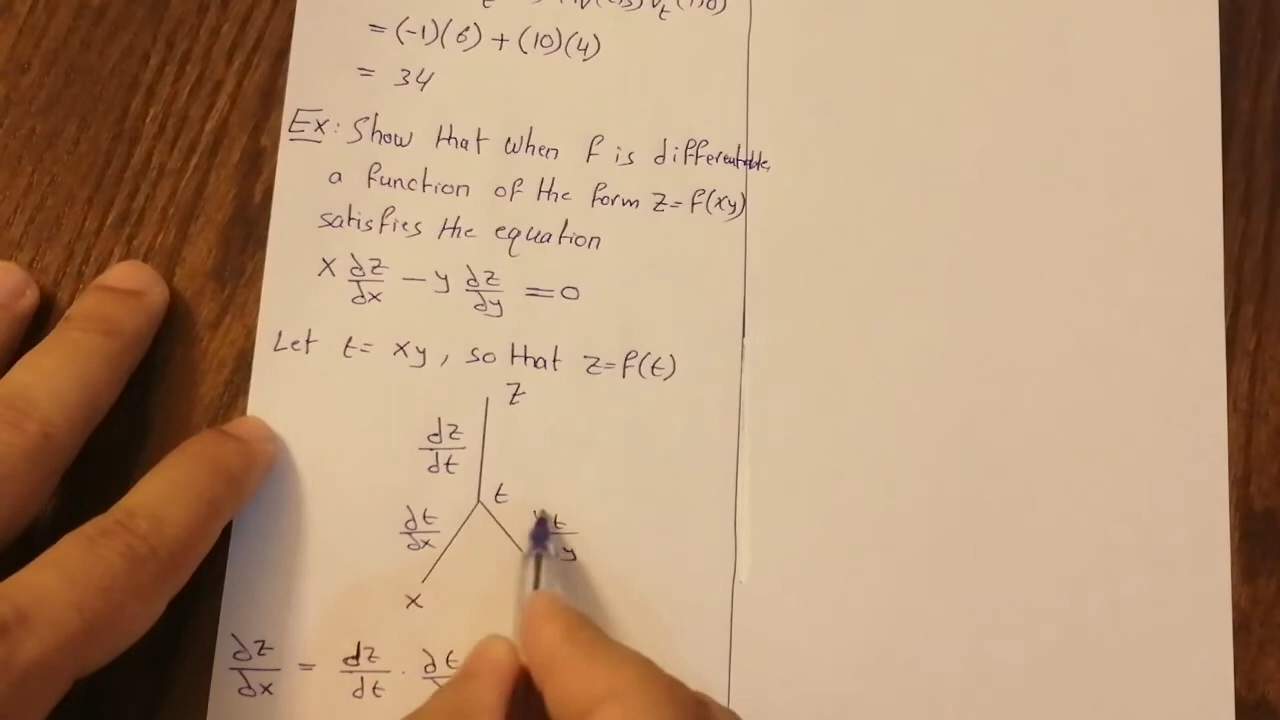 = (-1)(6) + (10)(4)
= 34
Ex: Show that when f is differentable,
a function of the form z=f(xy)
satisfies the equation
x ∂z/∂x - y ∂z/∂y = 0
Let t = xy, so that z=f(t)
z
dz/dt
t
∂t/∂x
t/y
x
∂z/∂x = dz/dt · ∂t